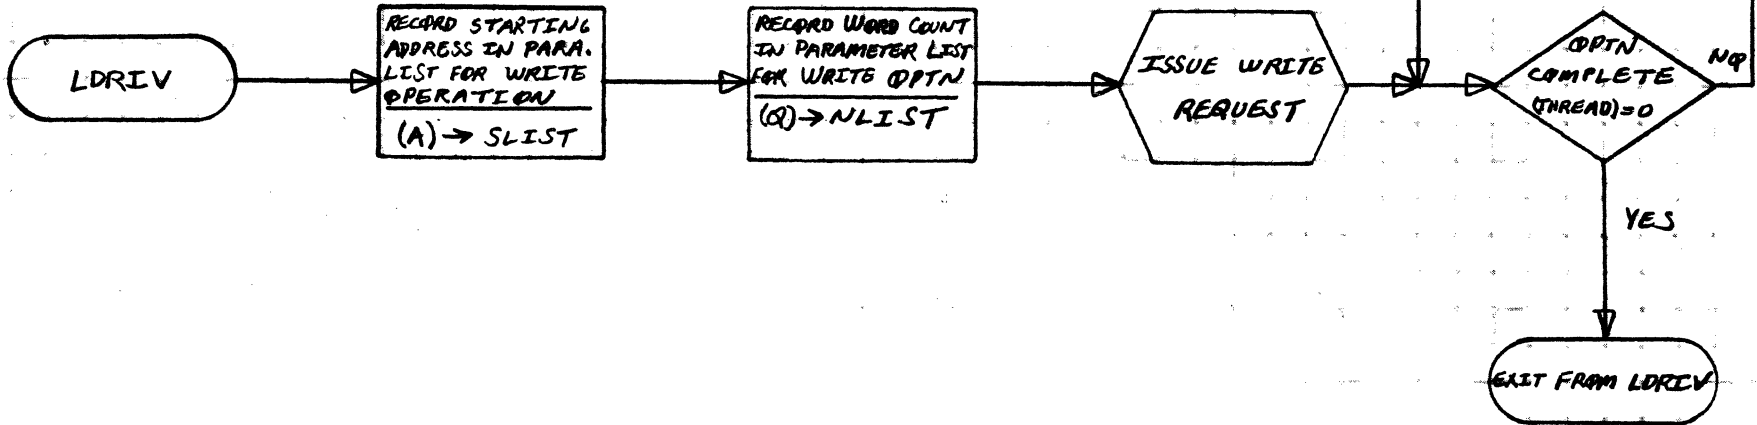 LDRIV
RECORD STARTING
ADDRESS IN PARA.
LIST FOR WRITE
OPERATION
(A) → SLIST
RECORD WORD COUNT
IN PARAMETER LIST
FOR WRITE OPTN
(Q) → NLIST
ISSUE WRITE
REQUEST
OPTN
COMPLETE
(THREAD)=0
NO
YES
EXIT FROM LDRIV